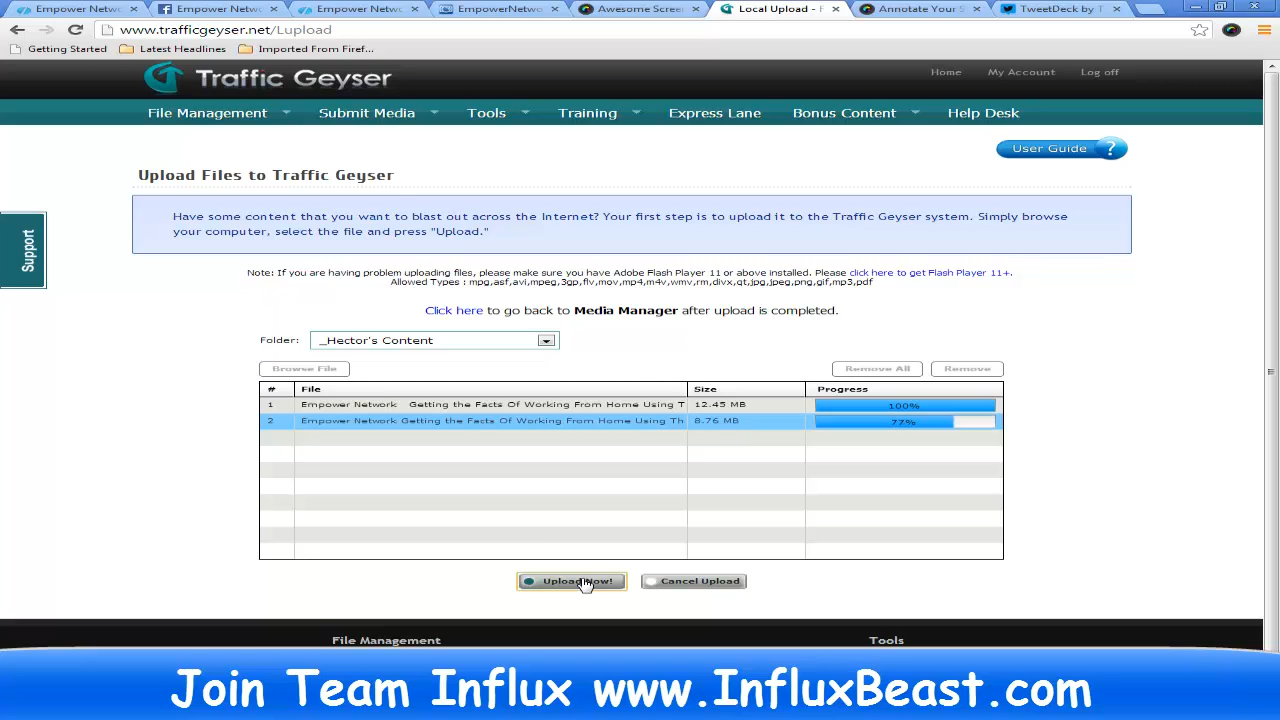 Empower Netwo
Empower Netwo
Empower Netwo
EmpowerNetwo
Awesome Scree
Local Upload - F
Annotate Your S
TweetDeck by T
www.trafficgeyser.net/Lupload
Getting Started
Latest Headlines
Imported From Firef...
Traffic Geyser
Home
My Account
Log off
File Management
Submit Media
Tools
Training
Express Lane
Bonus Content
Help Desk
User Guide ?
Upload Files to Traffic Geyser
Support
Have some content that you want to blast out across the Internet? Your first step is to upload it to the Traffic Geyser system. Simply browse
your computer, select the file and press "Upload."
Note: If you are having problem uploading files, please make sure you have Adobe Flash Player 11 or above installed. Please click here to get Flash Player 11+.
Allowed Types : mpg,asf,avi,mpeg,3gp,flv,mov,mp4,m4v,wmv,rm,divx,qt,jpg,jpeg,png,gif,mp3,pdf
Click here to go back to Media Manager after upload is completed.
Folder: _Hector's Content
Browse File
Remove All
Remove
# File Size Progress
1 Empower Network Getting the Facts Of Working From Home Using T 12.45 MB 100%
2 Empower Network Getting the Facts Of Working From Home Using Th 8.76 MB 77%
Upload Now!
Cancel Upload
File Management
Tools
Join Team Influx www.InfluxBeast.com